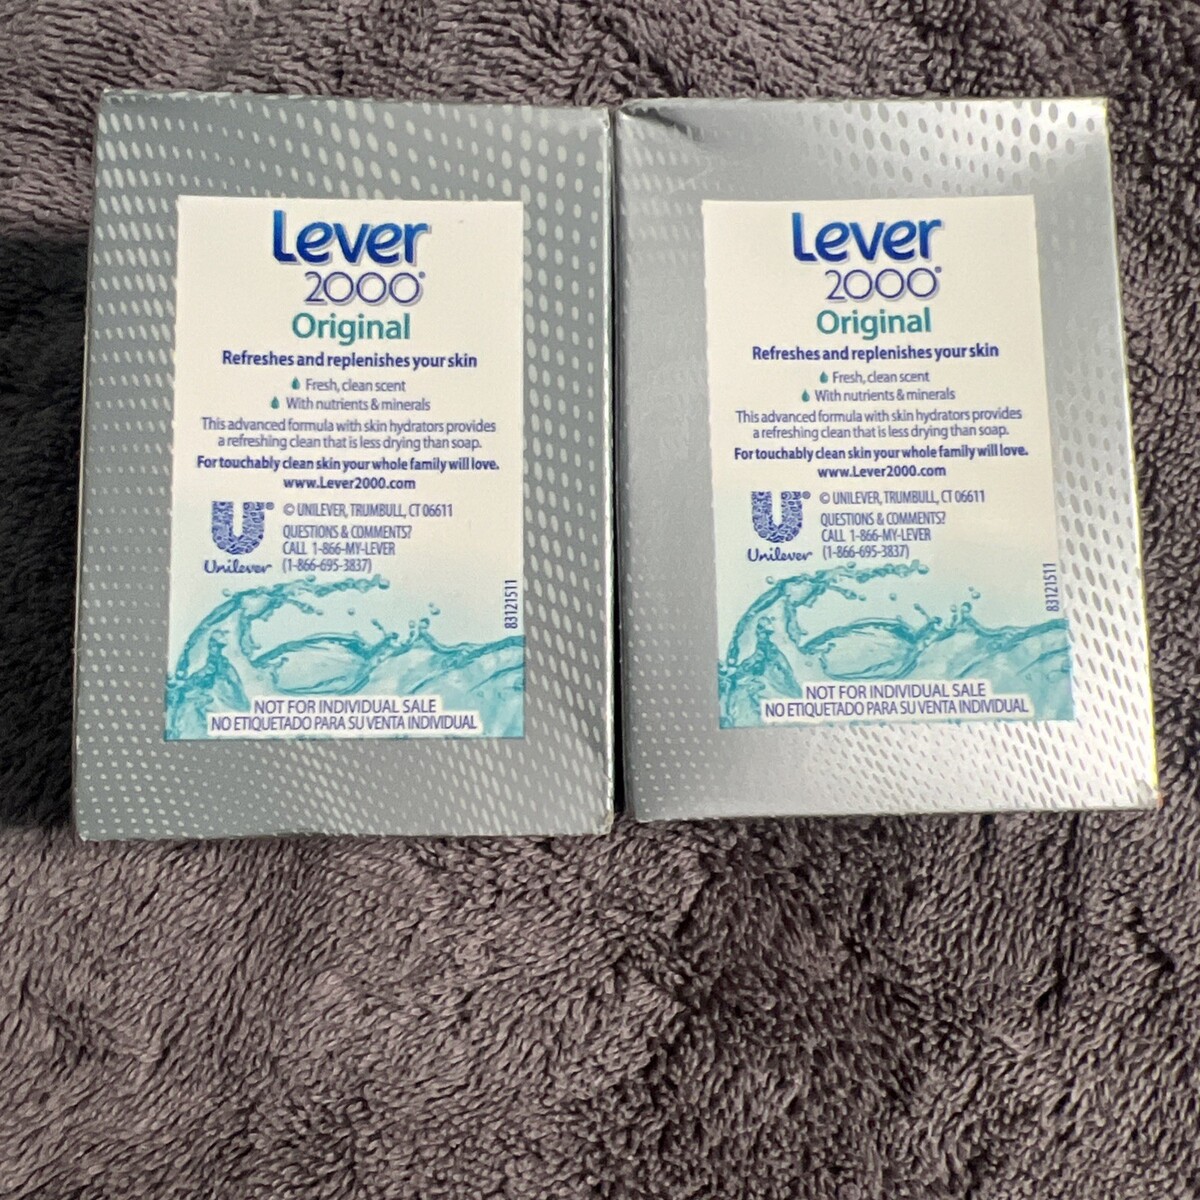 Lever
2000®
Original
Refreshes and replenishes your skin
Fresh, clean scent
With nutrients & minerals
This advanced formula with skin hydrators provides
a refreshing clean that is less drying than soap.
For touchably clean skin your whole family will love.
www.Lever2000.com
U®
Unilever
© UNILEVER, TRUMBULL, CT 06611
QUESTIONS & COMMENTS?
CALL 1-866-MY-LEVER
(1-866-695-3837)
83121511
NOT FOR INDIVIDUAL SALE
NO ETIQUETADO PARA SU VENTA INDIVIDUAL
Lever
2000®
Original
Refreshes and replenishes your skin
Fresh, clean scent
With nutrients & minerals
This advanced formula with skin hydrators provides
a refreshing clean that is less drying than soap.
For touchably clean skin your whole family will love.
www.Lever2000.com
U®
Unilever
© UNILEVER, TRUMBULL, CT 06611
QUESTIONS & COMMENTS?
CALL 1-866-MY-LEVER
(1-866-695-3837)
83121511
NOT FOR INDIVIDUAL SALE
NO ETIQUETADO PARA SU VENTA INDIVIDUAL